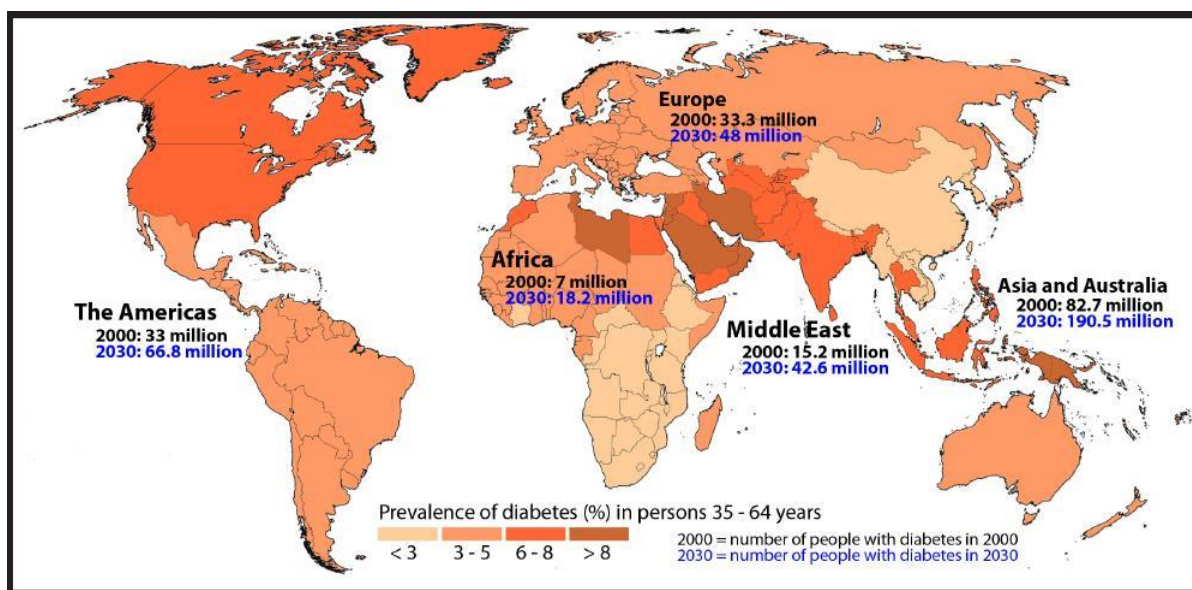 Europe
2000: 33.3 million
2030: 48 million
Africa
2000: 7 million
2030: 18.2 million
Asia and Australia
2000: 82.7 million
2030: 190.5 million
The Americas
2000: 33 million
2030: 66.8 million
Middle East
2000: 15.2 million
2030: 42.6 million
Prevalence of diabetes (%) in persons 35 - 64 years
< 3 3 - 5 6 - 8 > 8
2000 = number of people with diabetes in 2000
2030 = number of people with diabetes in 2030